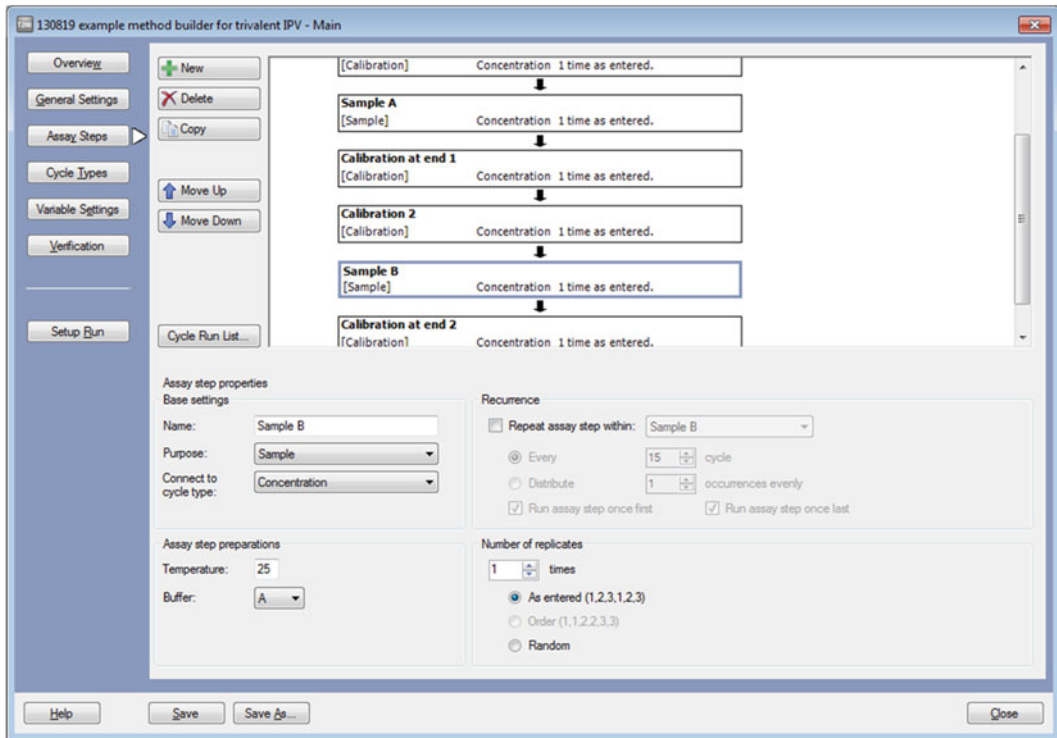 130819 example method builder for trivalent IPV - Main
Overview
General Settings
Assay Steps
Cycle Types
Variable Settings
Verification
Setup Run
New
Delete
Copy
Move Up
Move Down
Cycle Run List...
[Calibration] Concentration 1 time as entered.
Sample A
[Sample] Concentration 1 time as entered.
Calibration at end 1
[Calibration] Concentration 1 time as entered.
Calibration 2
[Calibration] Concentration 1 time as entered.
Sample B
[Sample] Concentration 1 time as entered.
Calibration at end 2
[Calibration] Concentration 1 time as entered.
Assay step properties
Base settings
Name: Sample B
Purpose: Sample
Connect to
cycle type: Concentration
Recurrence
Repeat assay step within: Sample B
Every 15 cycle
Distribute 1 occurrences evenly
Run assay step once first Run assay step once last
Assay step preparations
Temperature: 25
Buffer: A
Number of replicates
1 times
As entered (1,2,3,1,2,3)
Order (1,1,2,2,3,3)
Random
Help
Save
Save As...
Close